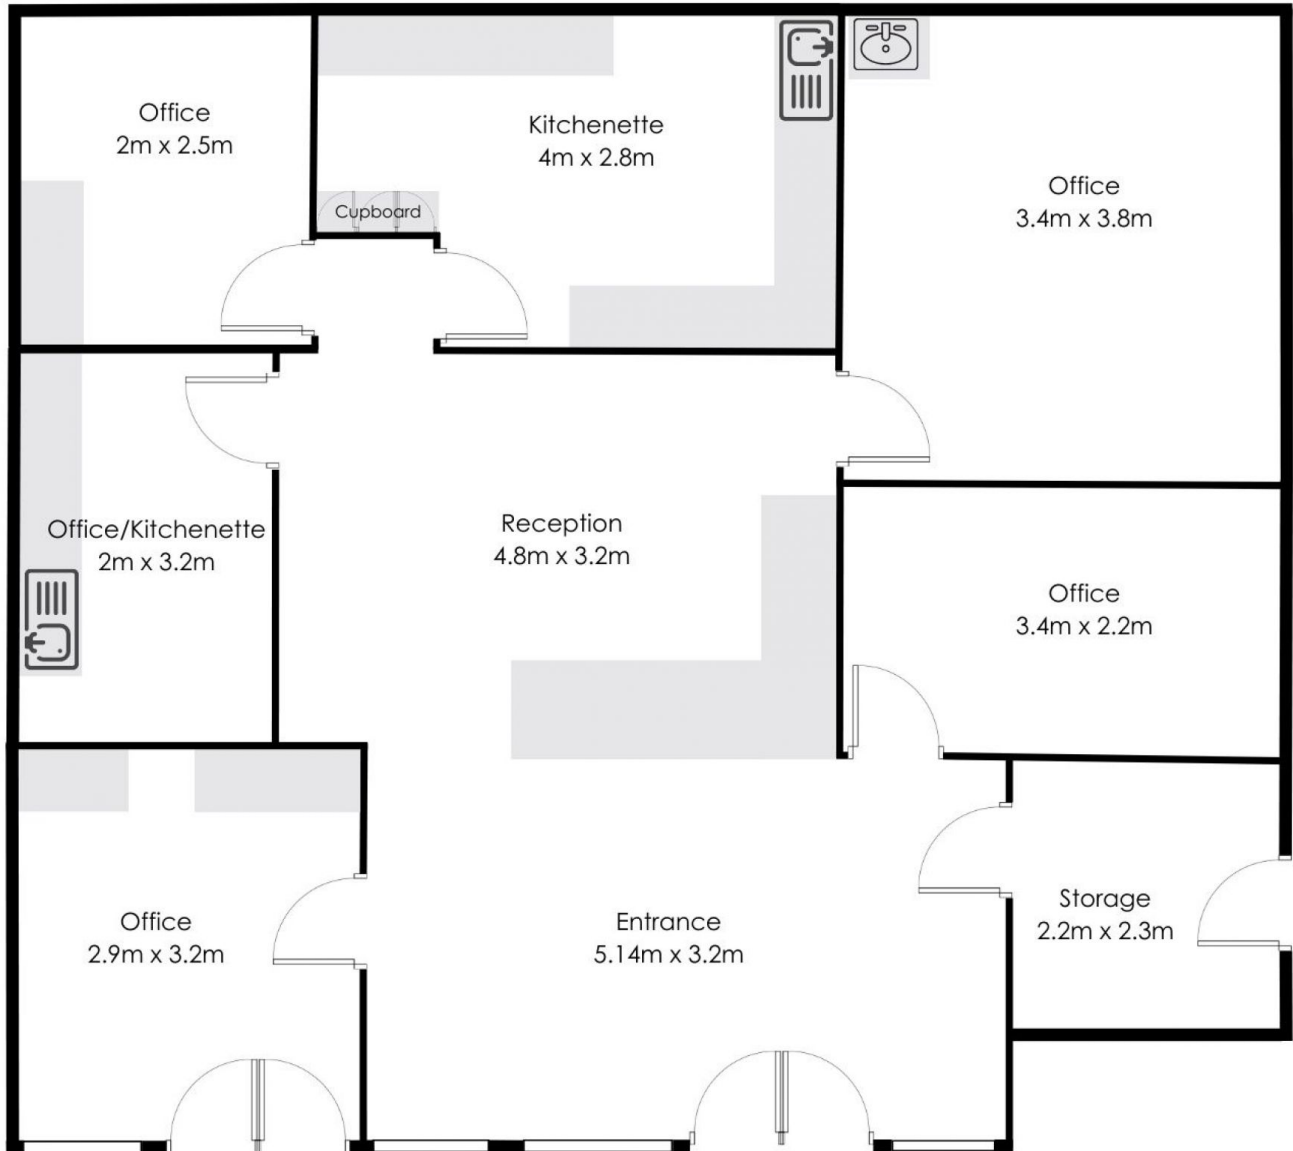 Office
2m x 2.5m
Kitchenette
4m x 2.8m
Cupboard
Office
3.4m x 3.8m
Office/Kitchenette
2m x 3.2m
Reception
4.8m x 3.2m
Office
3.4m x 2.2m
Office
2.9m x 3.2m
Entrance
5.14m x 3.2m
Storage
2.2m x 2.3m